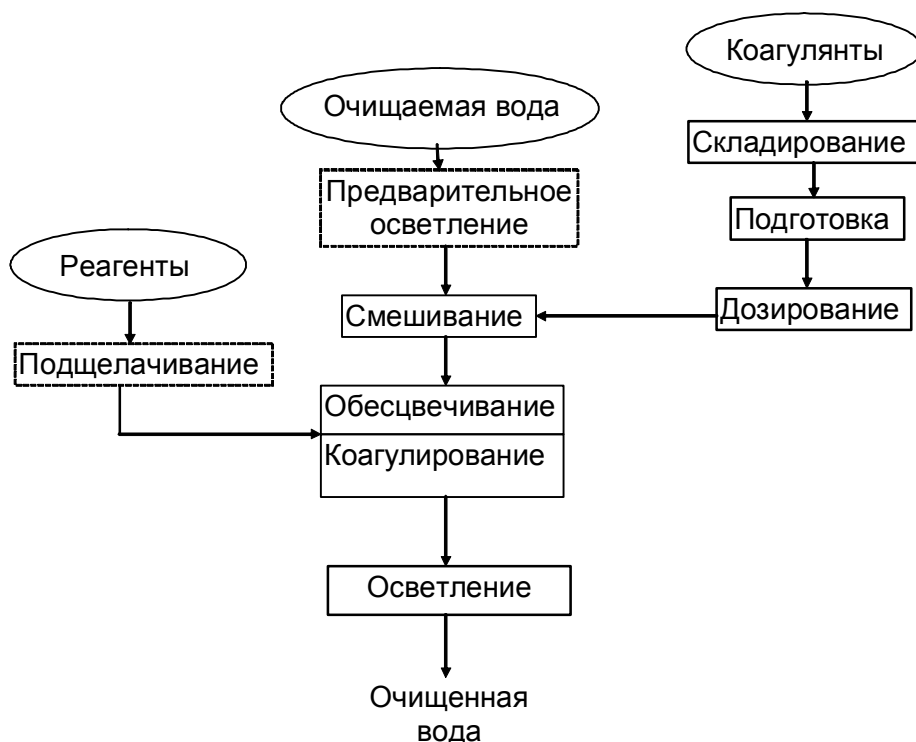 Коагулянты
Очищаемая вода
Складирование
Предварительное
осветление
Подготовка
Реагенты
Смешивание
Дозирование
Подщелачивание
Обесцвечивание
Коагулирование
Осветление
Очищенная
вода